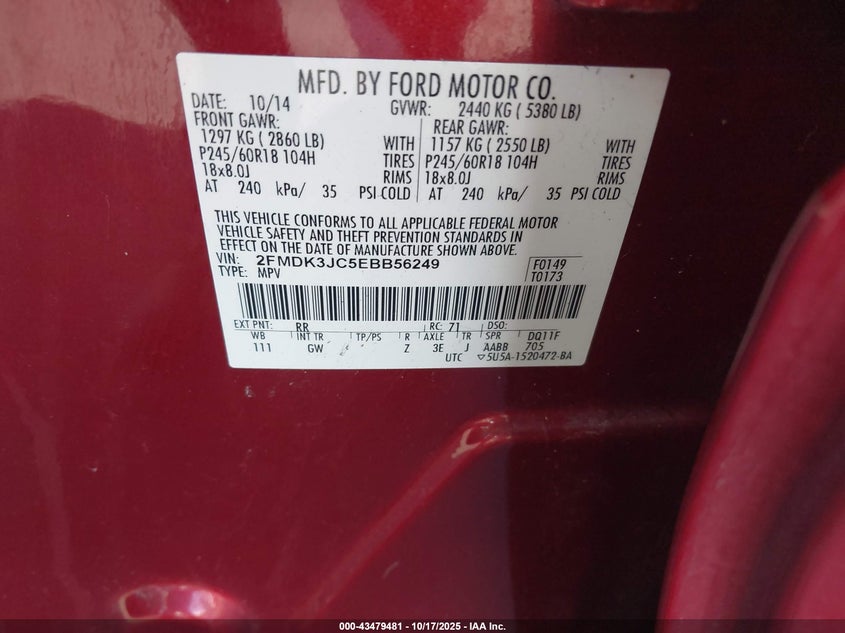 MFD. BY FORD MOTOR CO.
DATE: 10/14 GVWR: 2440 KG ( 5380 LB)
FRONT GAWR: REAR GAWR:
1297 KG ( 2860 LB) WITH 1157 KG ( 2550 LB) WITH
P245/60R18 104H TIRES P245/60R18 104H TIRES
18x8.0J RIMS 18x8.0J RIMS
AT 240 kPa/ 35 PSI COLD AT 240 kPa/ 35 PSI COLD
THIS VEHICLE CONFORMS TO ALL APPLICABLE FEDERAL MOTOR
VEHICLE SAFETY AND THEFT PREVENTION STANDARDS IN
EFFECT ON THE DATE OF MANUFACTURE SHOWN ABOVE.
VIN: 2FMDK3JC5EBB56249 F0149
TYPE: MPV T0173
EXT PNT: RR RC: 71 DSO:
WB INT TR TP/PS R AXLE TR SPR DQ11F
111 GW Z 3E J AABB 705
UTC ▽5U5A-1520472-BA
000-43479481 - 10/17/2025 - IAA Inc.